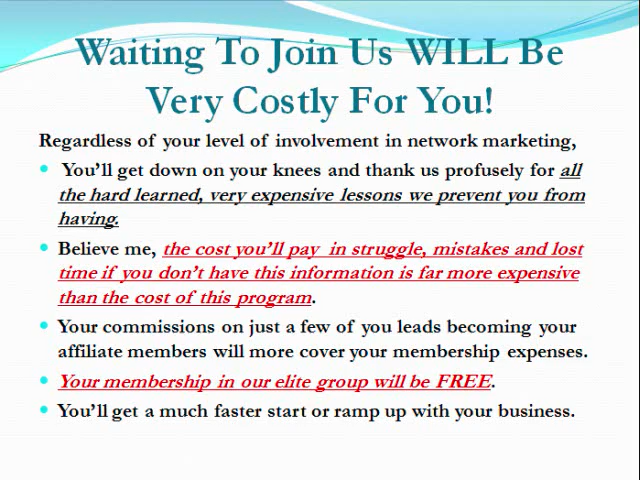 Waiting To Join Us WILL Be
Very Costly For You!
Regardless of your level of involvement in network marketing,
• You'll get down on your knees and thank us profusely for all
the hard learned, very expensive lessons we prevent you from
having.
• Believe me, the cost you'll pay in struggle, mistakes and lost
time if you don't have this information is far more expensive
than the cost of this program.
• Your commissions on just a few of you leads becoming your
affiliate members will more cover your membership expenses.
• Your membership in our elite group will be FREE.
• You'll get a much faster start or ramp up with your business.